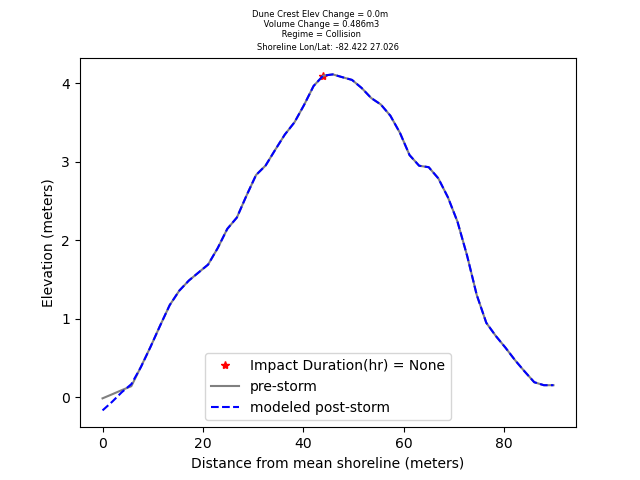 Dune Crest Elev Change = 0.0m
Volume Change = 0.486m3
Regime = Collision
Shoreline Lon/Lat: -82.422 27.026
4
3
2
1
0
Elevation (meters)
Impact Duration(hr) = None
pre-storm
modeled post-storm
0 20 40 60 80
Distance from mean shoreline (meters)